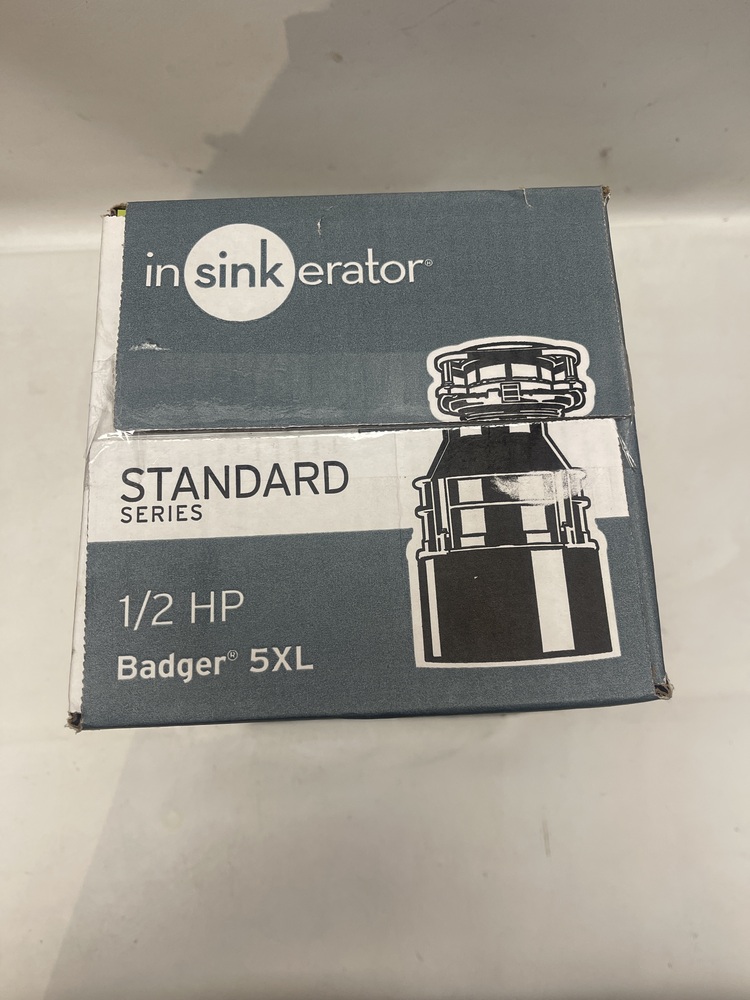 insinkerator®
STANDARD
SERIES
1/2 HP
Badger® 5XL